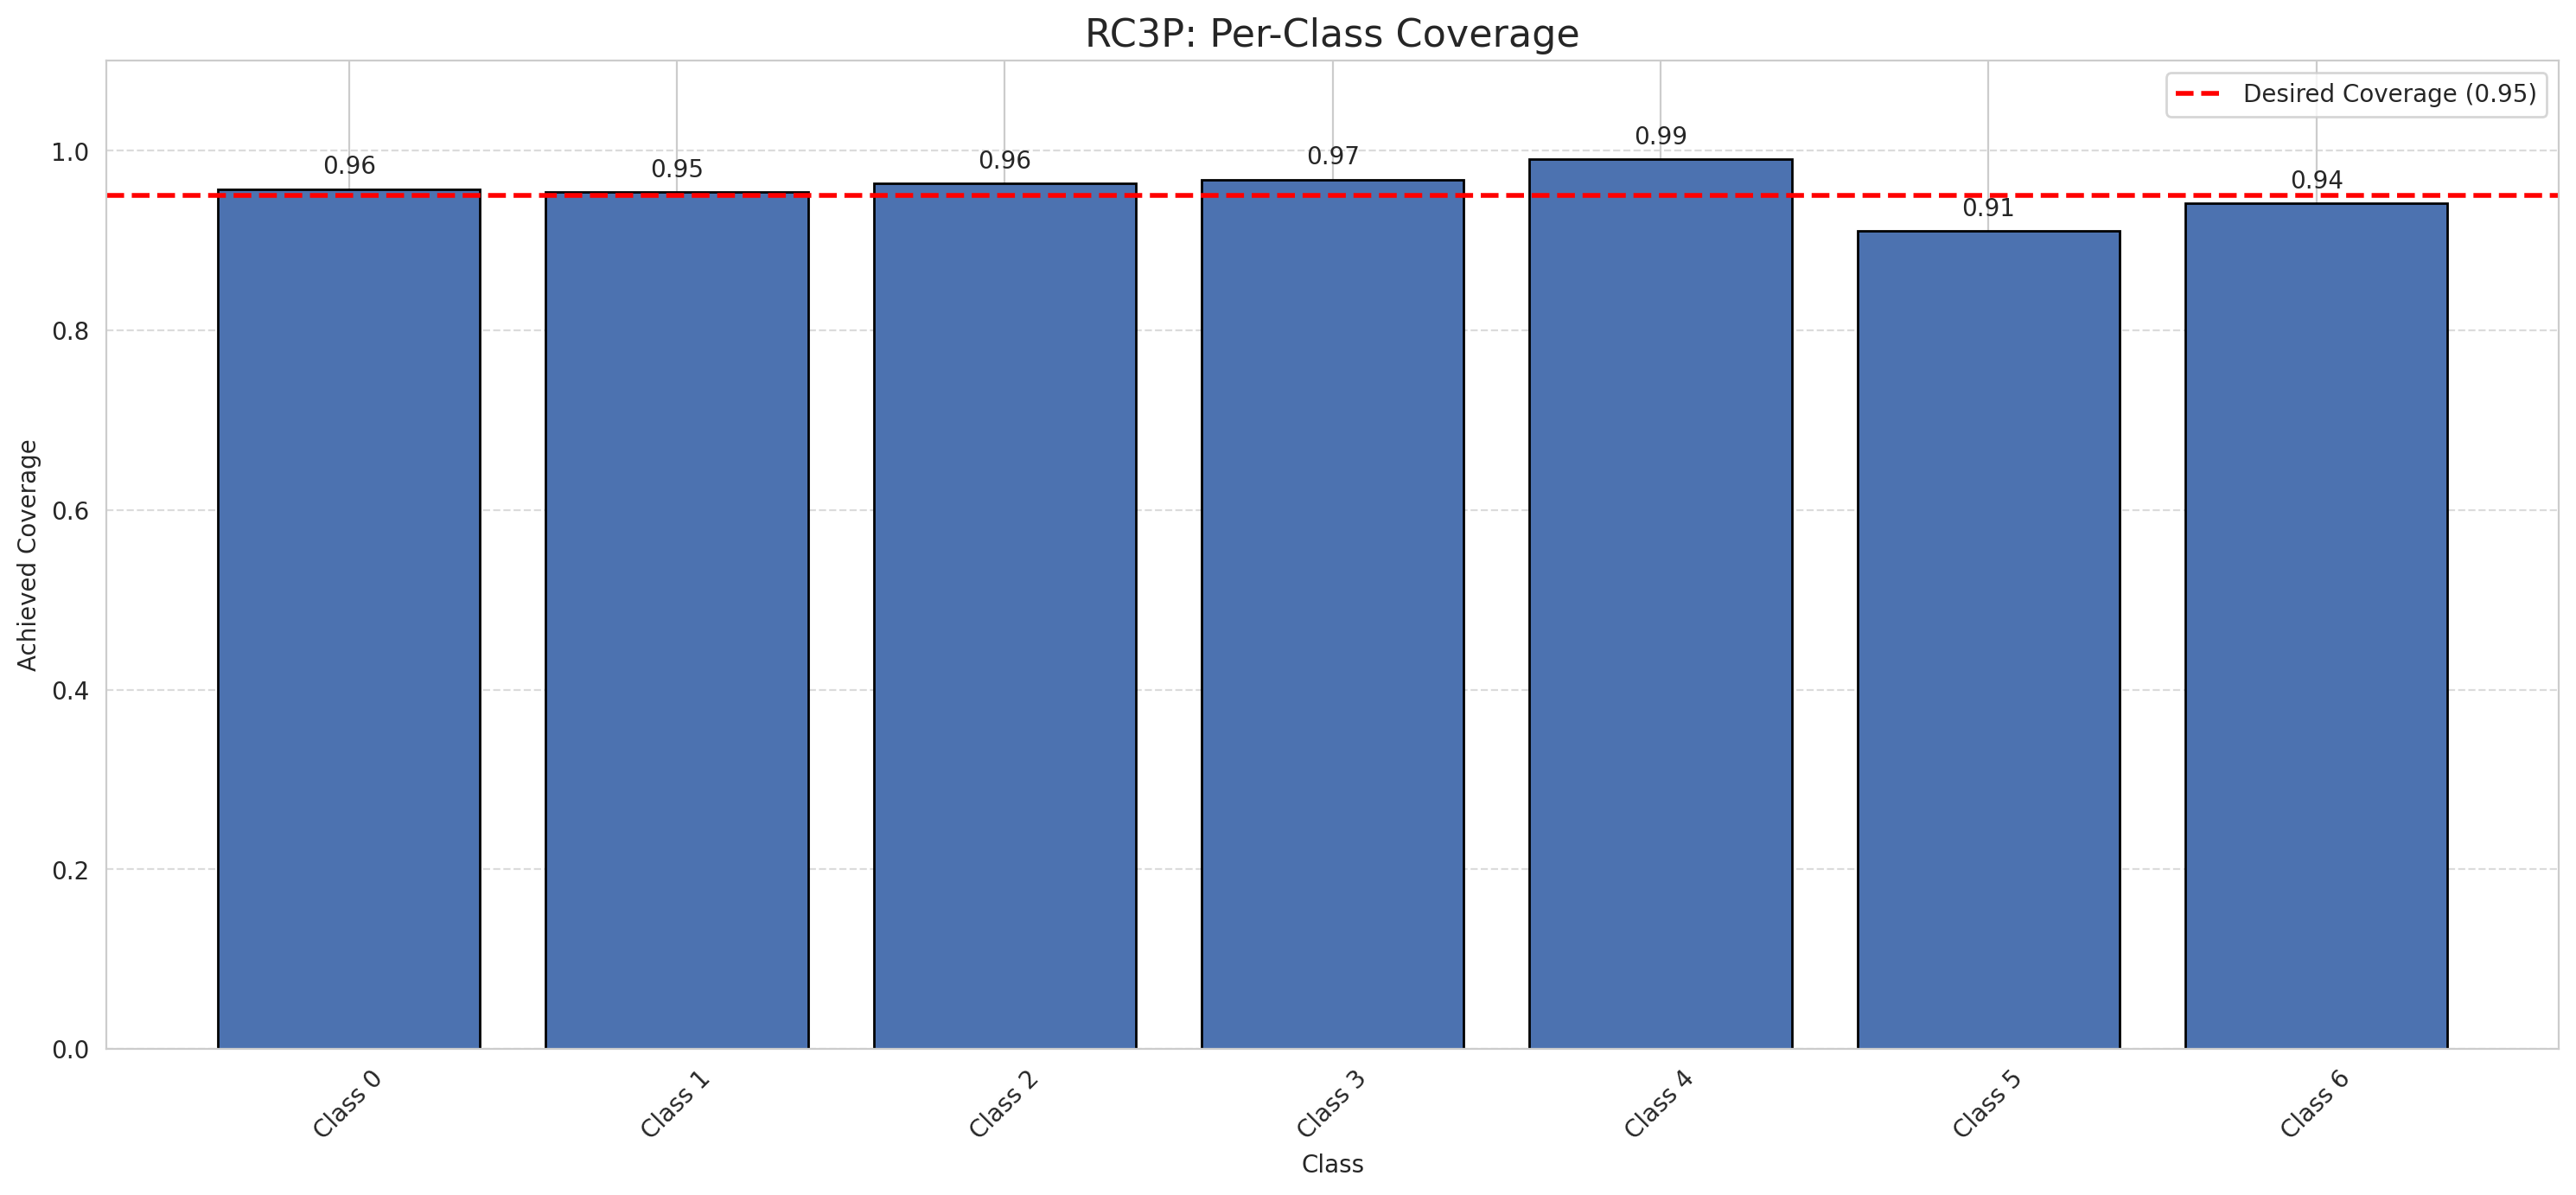 RC3P: Per-Class Coverage
Desired Coverage (0.95)
Achieved Coverage
1.0
0.8
0.6
0.4
0.2
0.0
0.96
0.95
0.96
0.97
0.99
0.91
0.94
Class 0
Class 1
Class 2
Class 3
Class 4
Class 5
Class 6
Class